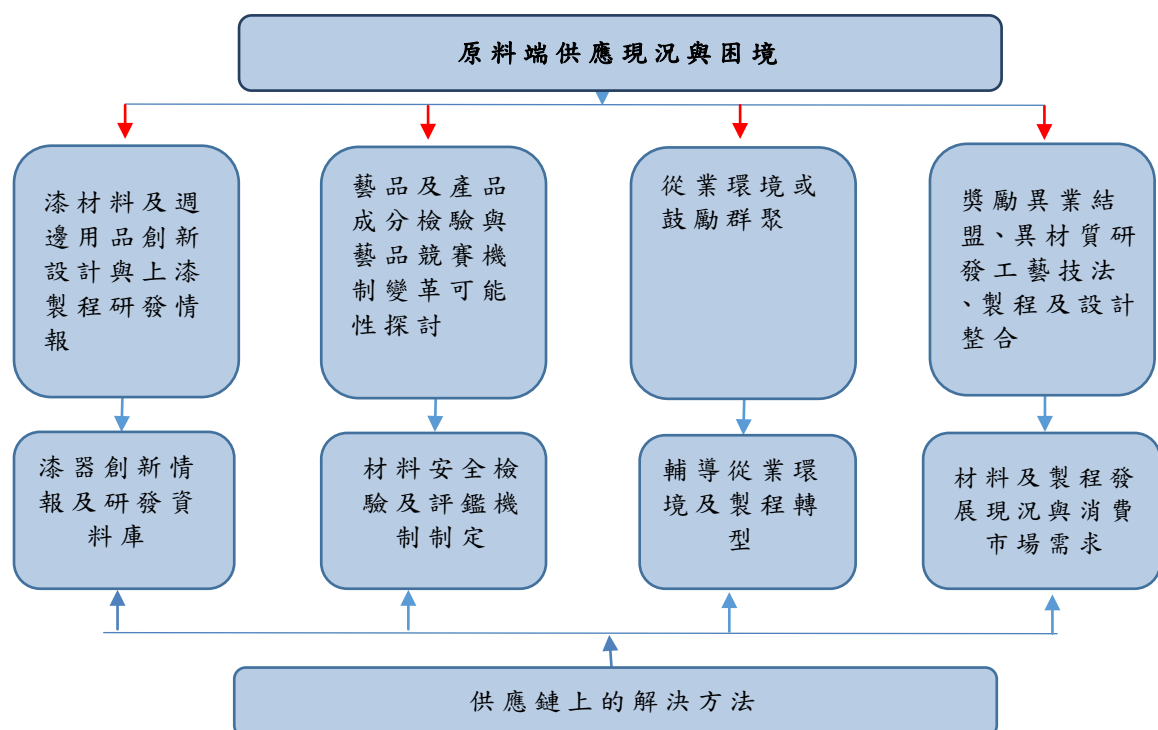 原料端供應現況與困境
漆材料及週
邊用品創新
設計與上漆
製程研發情
報
藝品及產品
成分檢驗與
藝品競賽機
制變革可能
性探討
從業環境或
鼓勵群聚
獎勵異業結
盟、異材質研
發工藝技法
、製程及設計
整合
漆器創新情
報及研發資
料庫
材料安全檢
驗及評鑑機
制制定
輔導從業環
境及製程轉
型
材料及製程發
展現況與消費
市場需求
供應鏈上的解決方法